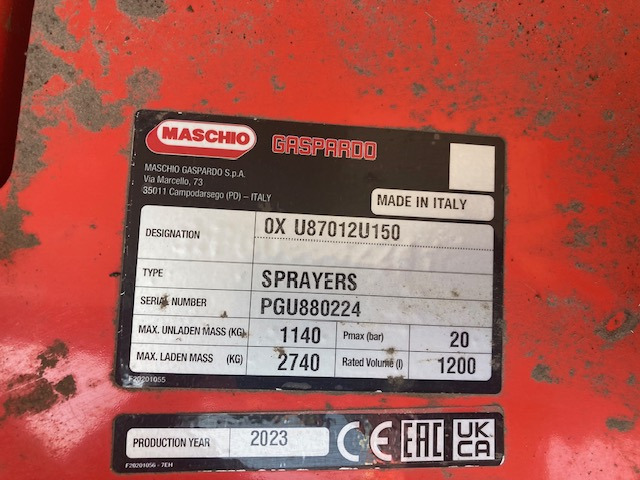 MASCHIO GASPARDO
MASCHIO GASPARDO S.p.A.
Via Marcello, 73
35011 Campodarsego (PD) – ITALY
MADE IN ITALY
DESIGNATION 0X U87012U150
TYPE SPRAYERS
SERIAL NUMBER PGU880224
MAX. UNLADEN MASS (KG) 1140 Pmax (bar) 20
MAX. LADEN MASS (KG) 2740 Rated Volume (l) 1200
F20201055
PRODUCTION YEAR 2023 CE EAC UK CA
F20201056 - 7EH